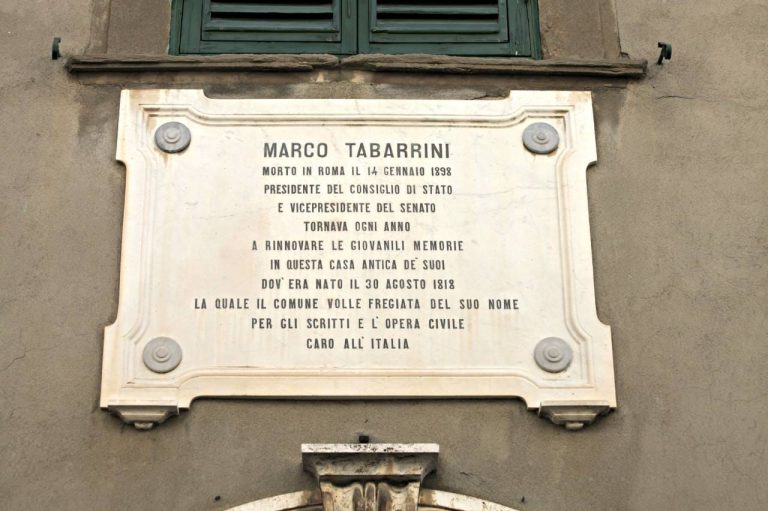 MARCO TABARRINI
MORTO IN ROMA IL 14 GENNAIO 1898
PRESIDENTE DEL CONSIGLIO DI STATO
E VICEPRESIDENTE DEL SENATO
TORNAVA OGNI ANNO
A RINNOVARE LE GIOVANILI MEMORIE
IN QUESTA CASA ANTICA DE' SUOI
DOV'ERA NATO IL 30 AGOSTO 1818
LA QUALE IL COMUNE VOLLE FREGIATA DEL SUO NOME
PER GLI SCRITTI E L'OPERA CIVILE
CARO ALL'ITALIA